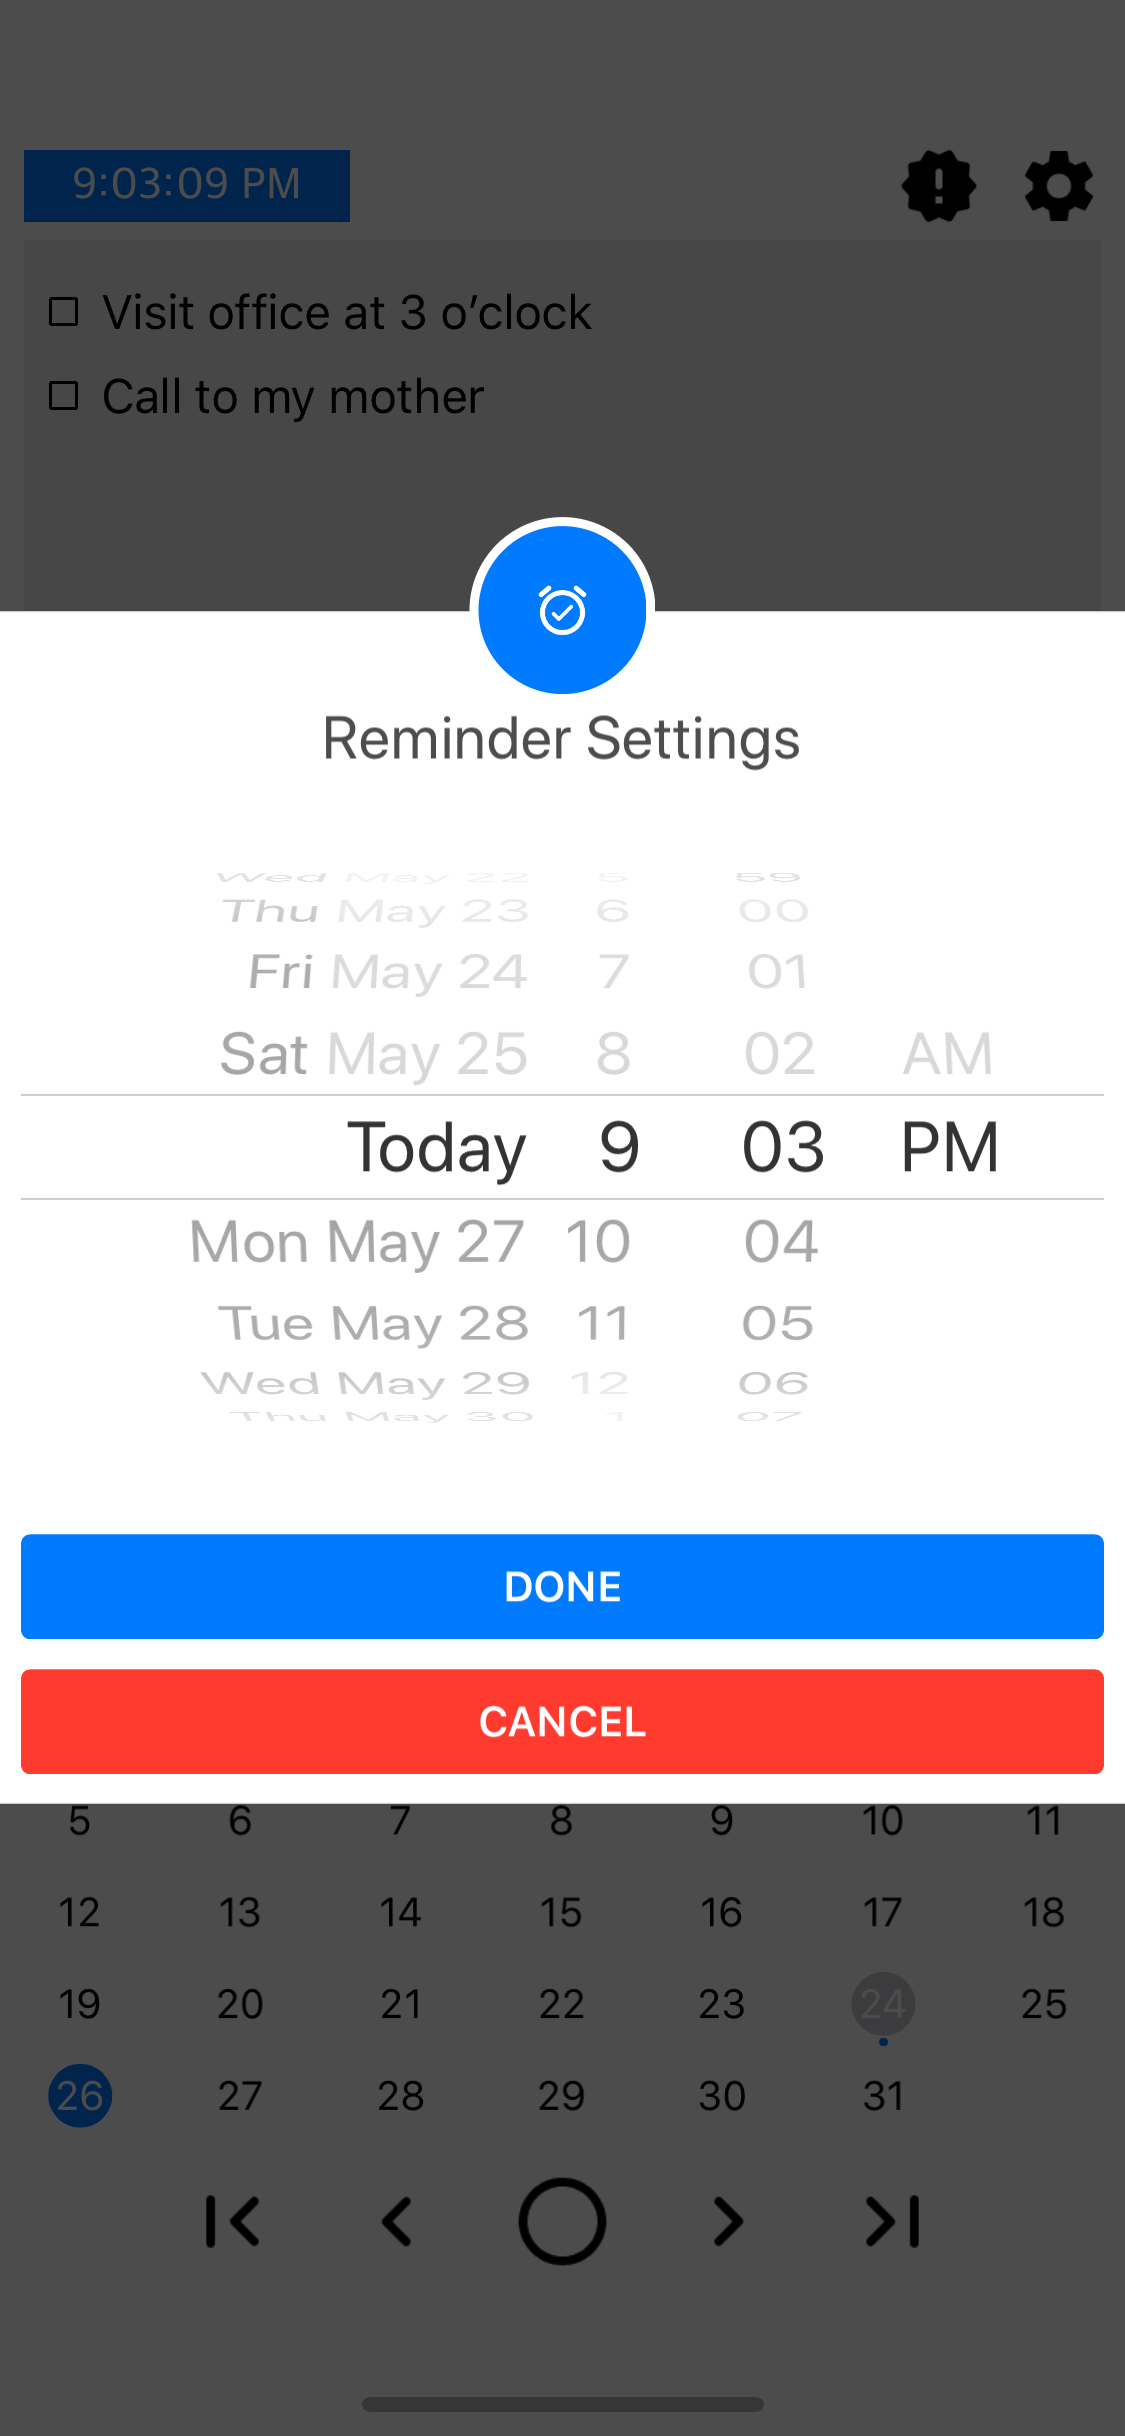 9:03:09 PM
Visit office at 3 o’clock
Call to my mother
Reminder Settings
Wed May 22 5 59
Thu May 23 6 00
Fri May 24 7 01
Sat May 25 8 02 AM
Today 9 03 PM
Mon May 27 10 04
Tue May 28 11 05
Wed May 29 12 06
Thu May 30 1 07
DONE
CANCEL
5 6 7 8 9 10 11
12 13 14 15 16 17 18
19 20 21 22 23 24 25
26 27 28 29 30 31